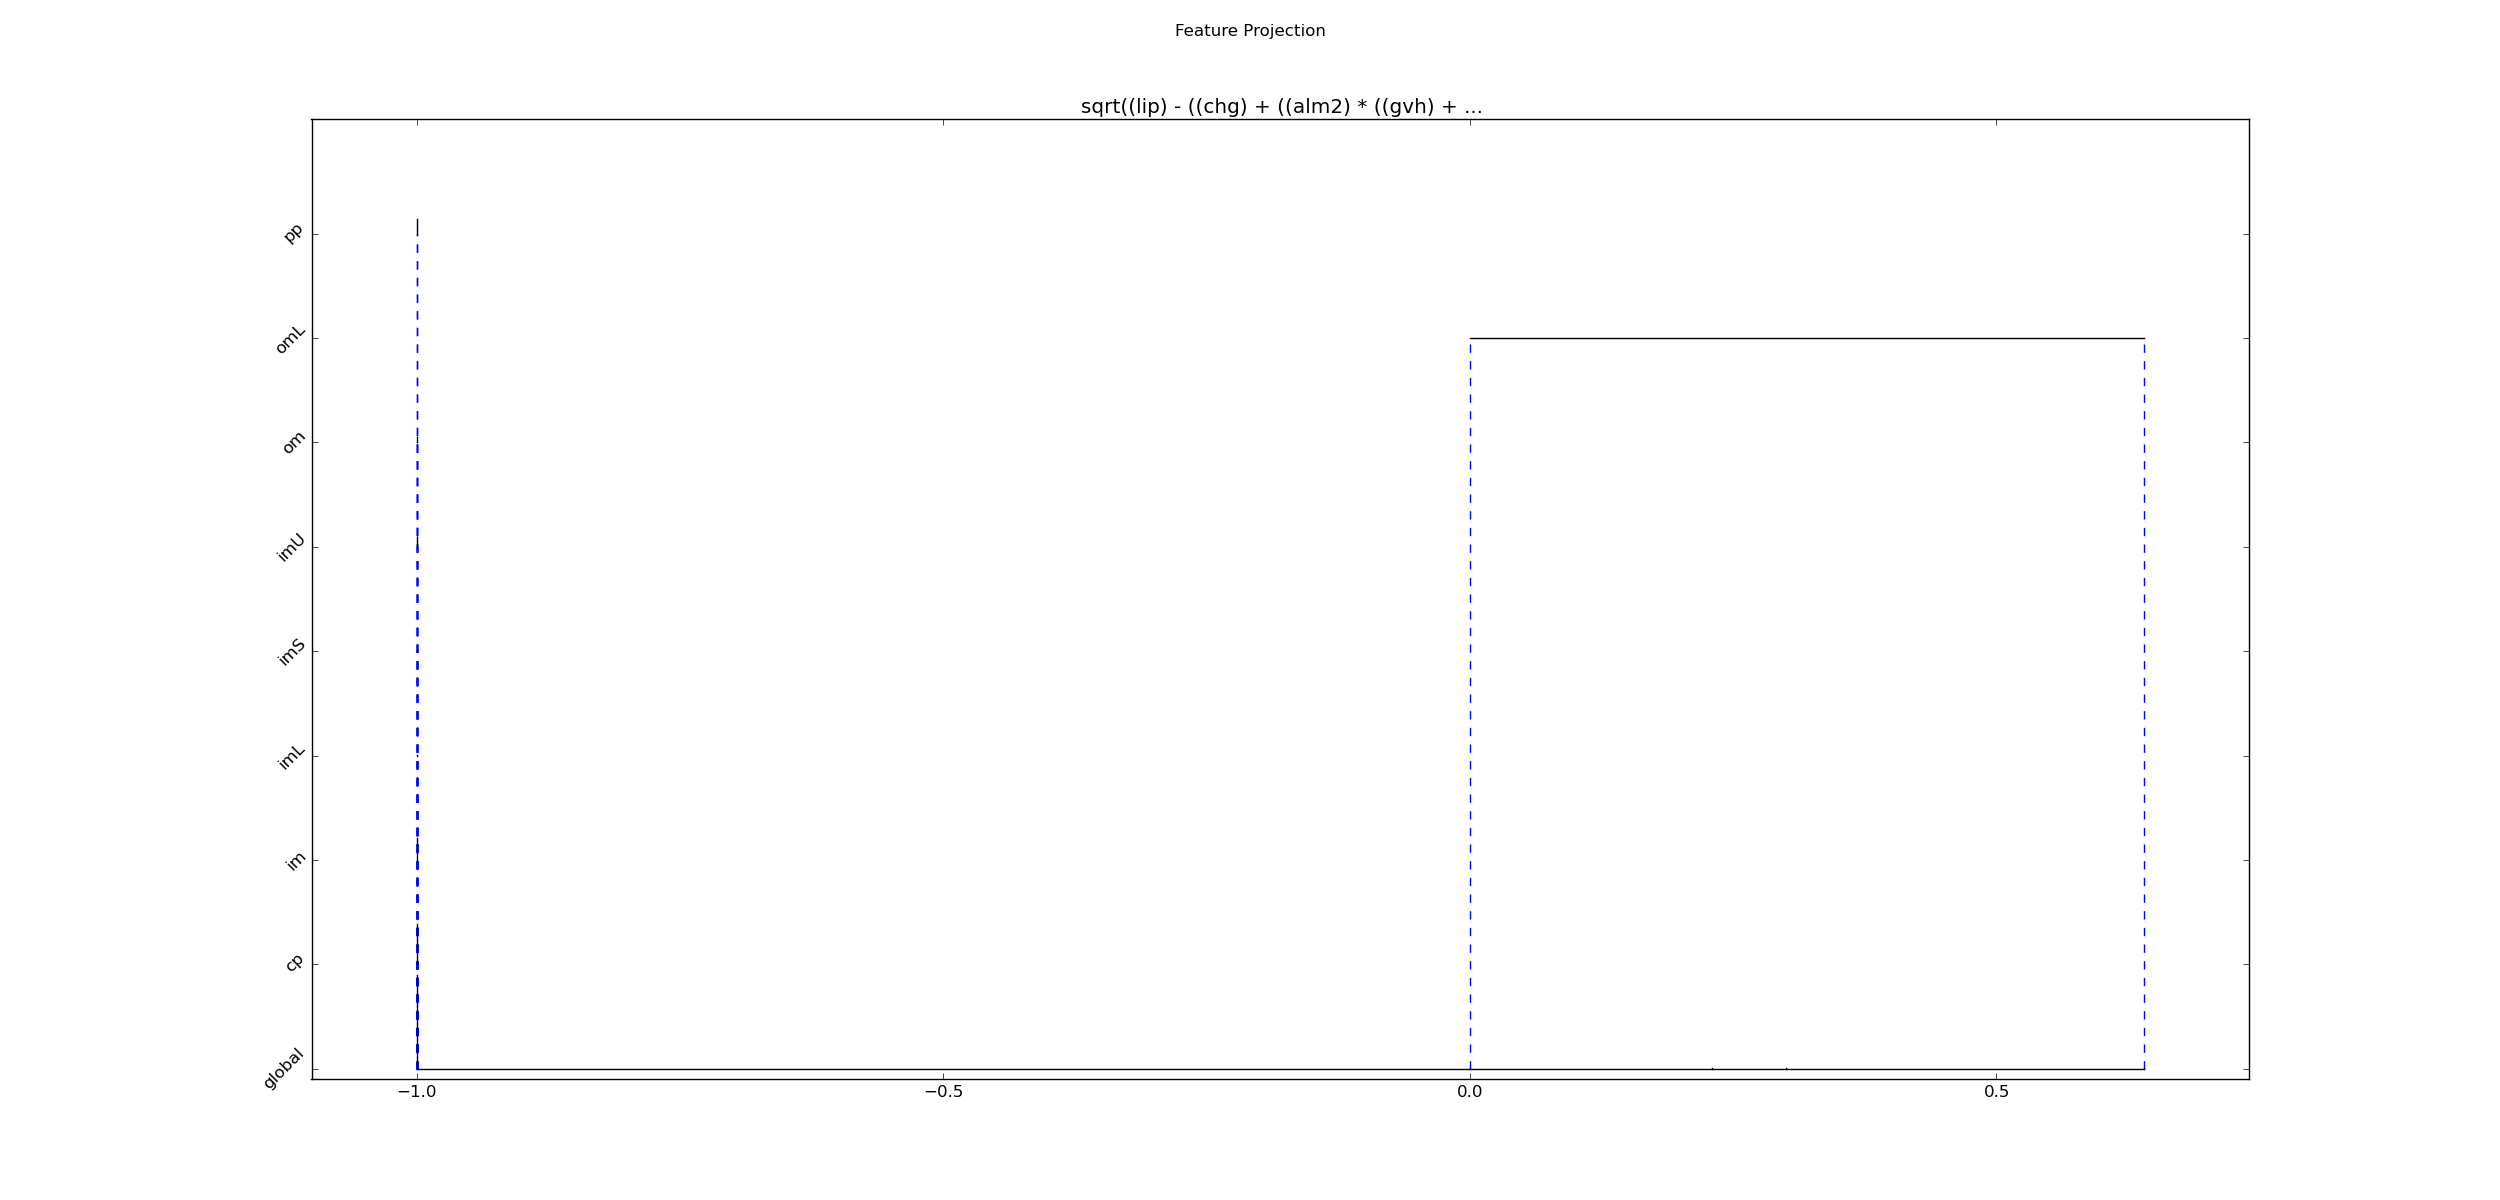 Feature Projection
sqrt((lip) - ((chg) + ((alm2) * ((gvh) + ...
pp
omL
om
imU
imS
imL
im
cp
global
−1.0
−0.5
0.0
0.5